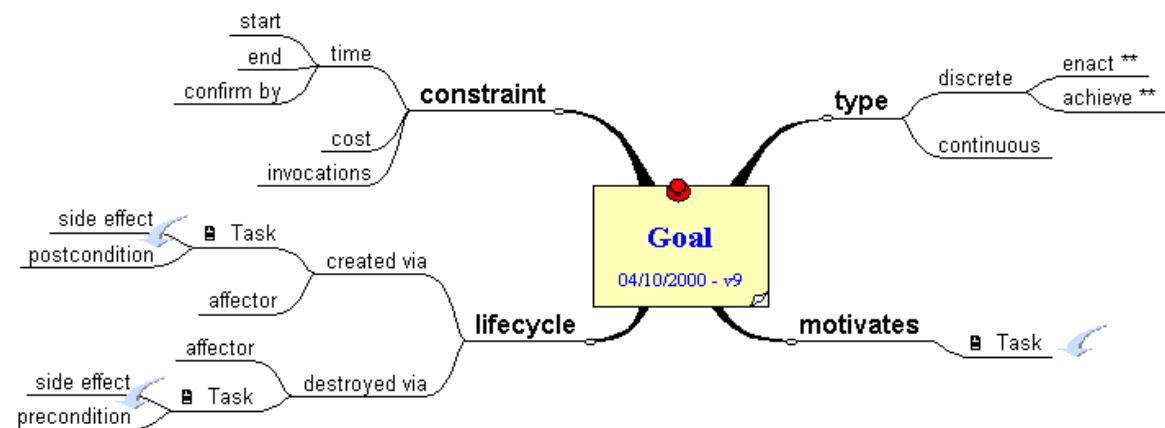 start
end
confirm by
time
cost
invocations
constraint
side effect
postcondition
Task
affector
created via
affector
side effect
precondition
Task
destroyed via
lifecycle
Goal
04/10/2000 - v9
type
discrete
enact **
achieve **
continuous
motivates
Task